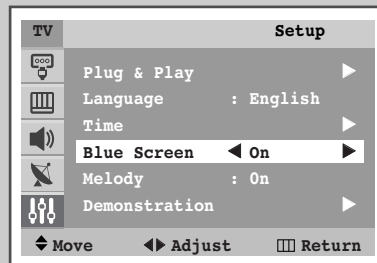 TV Setup
Plug & Play
Language : English
Time
Blue Screen On
Melody : On
Demonstration
Move Adjust Return